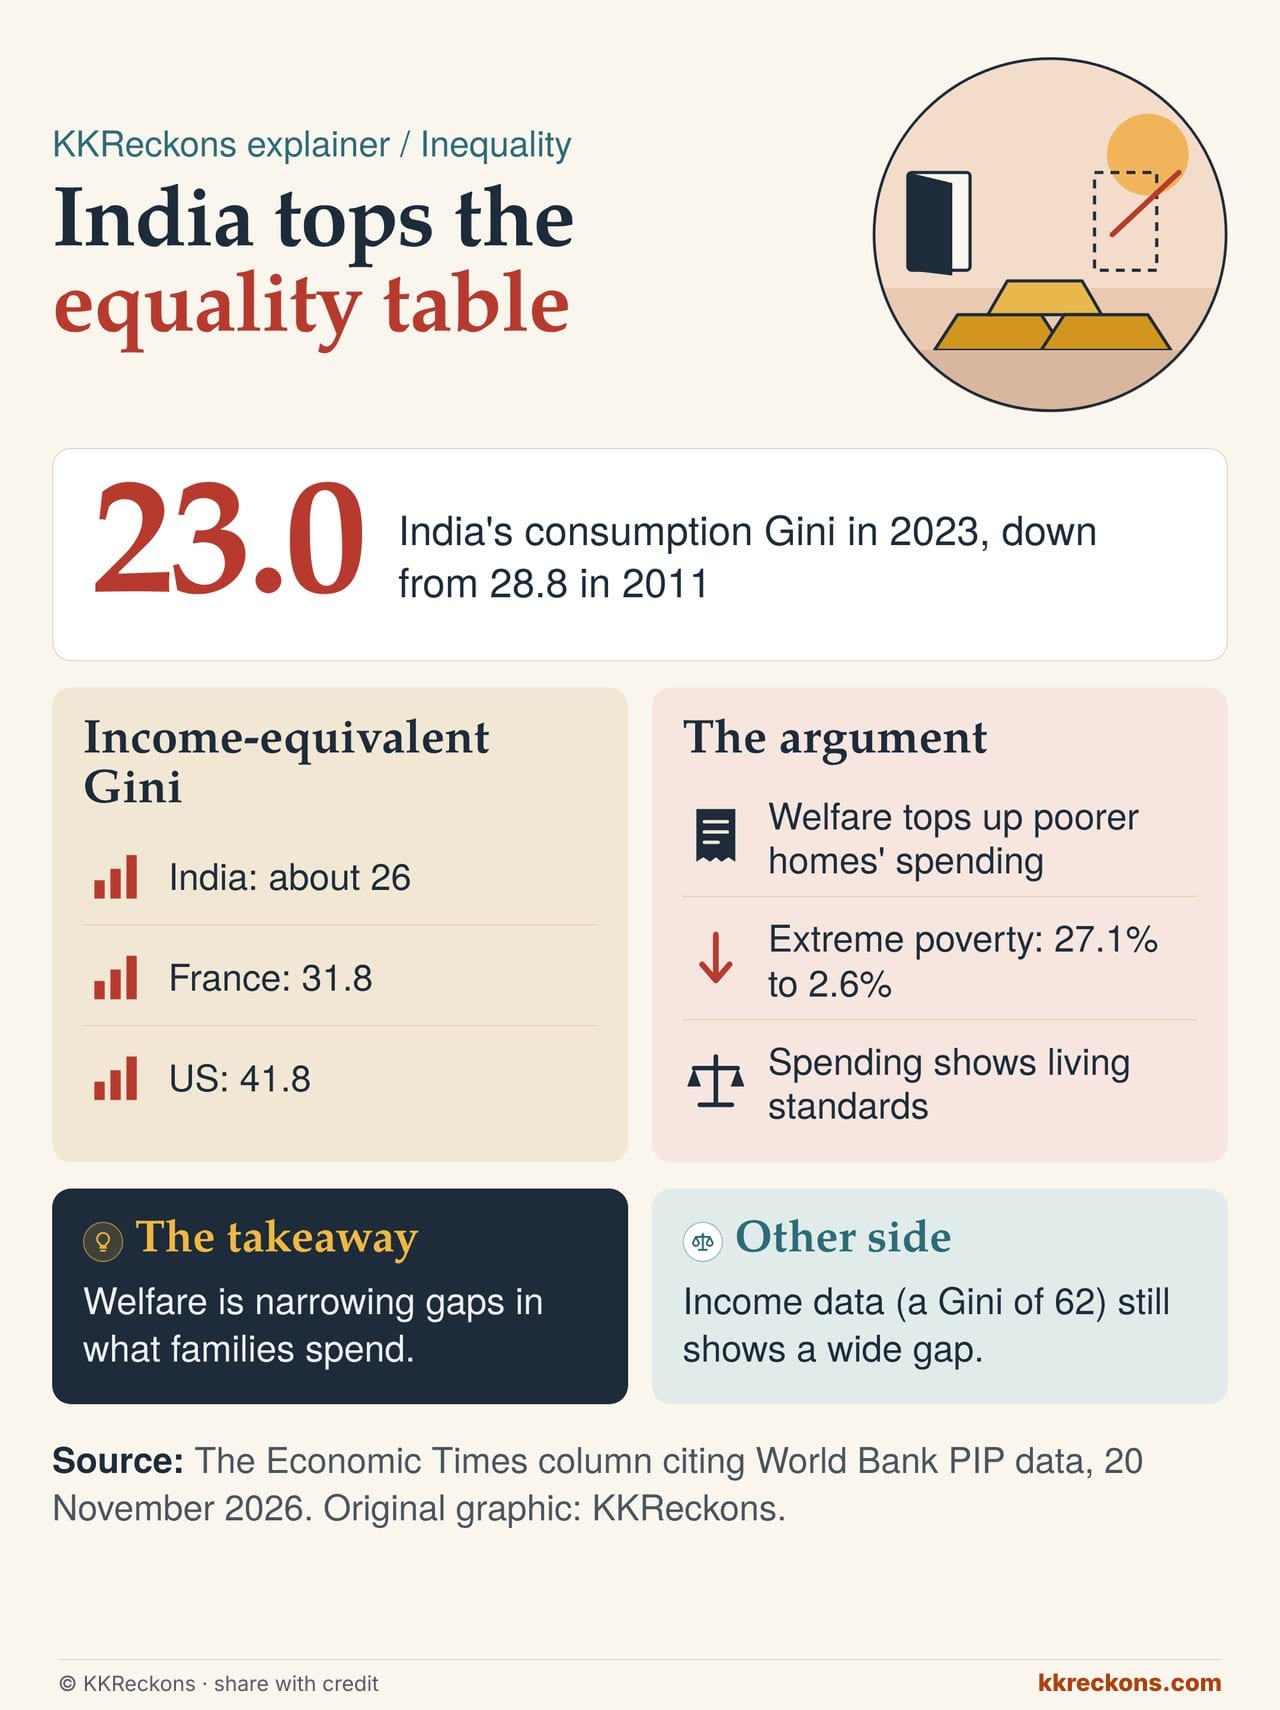 KKReckons explainer / Inequality
India tops the
equality table
23.0
India's consumption Gini in 2023, down
from 28.8 in 2011
Income-equivalent
Gini
India: about 26
France: 31.8
US: 41.8
The argument
Welfare tops up poorer
homes' spending
Extreme poverty: 27.1%
to 2.6%
Spending shows living
standards
The takeaway
Welfare is narrowing gaps in
what families spend.
Other side
Income data (a Gini of 62) still
shows a wide gap.
Source: The Economic Times column citing World Bank PIP data, 20
November 2026. Original graphic: KKReckons.
© KKReckons · share with credit
kkreckons.com